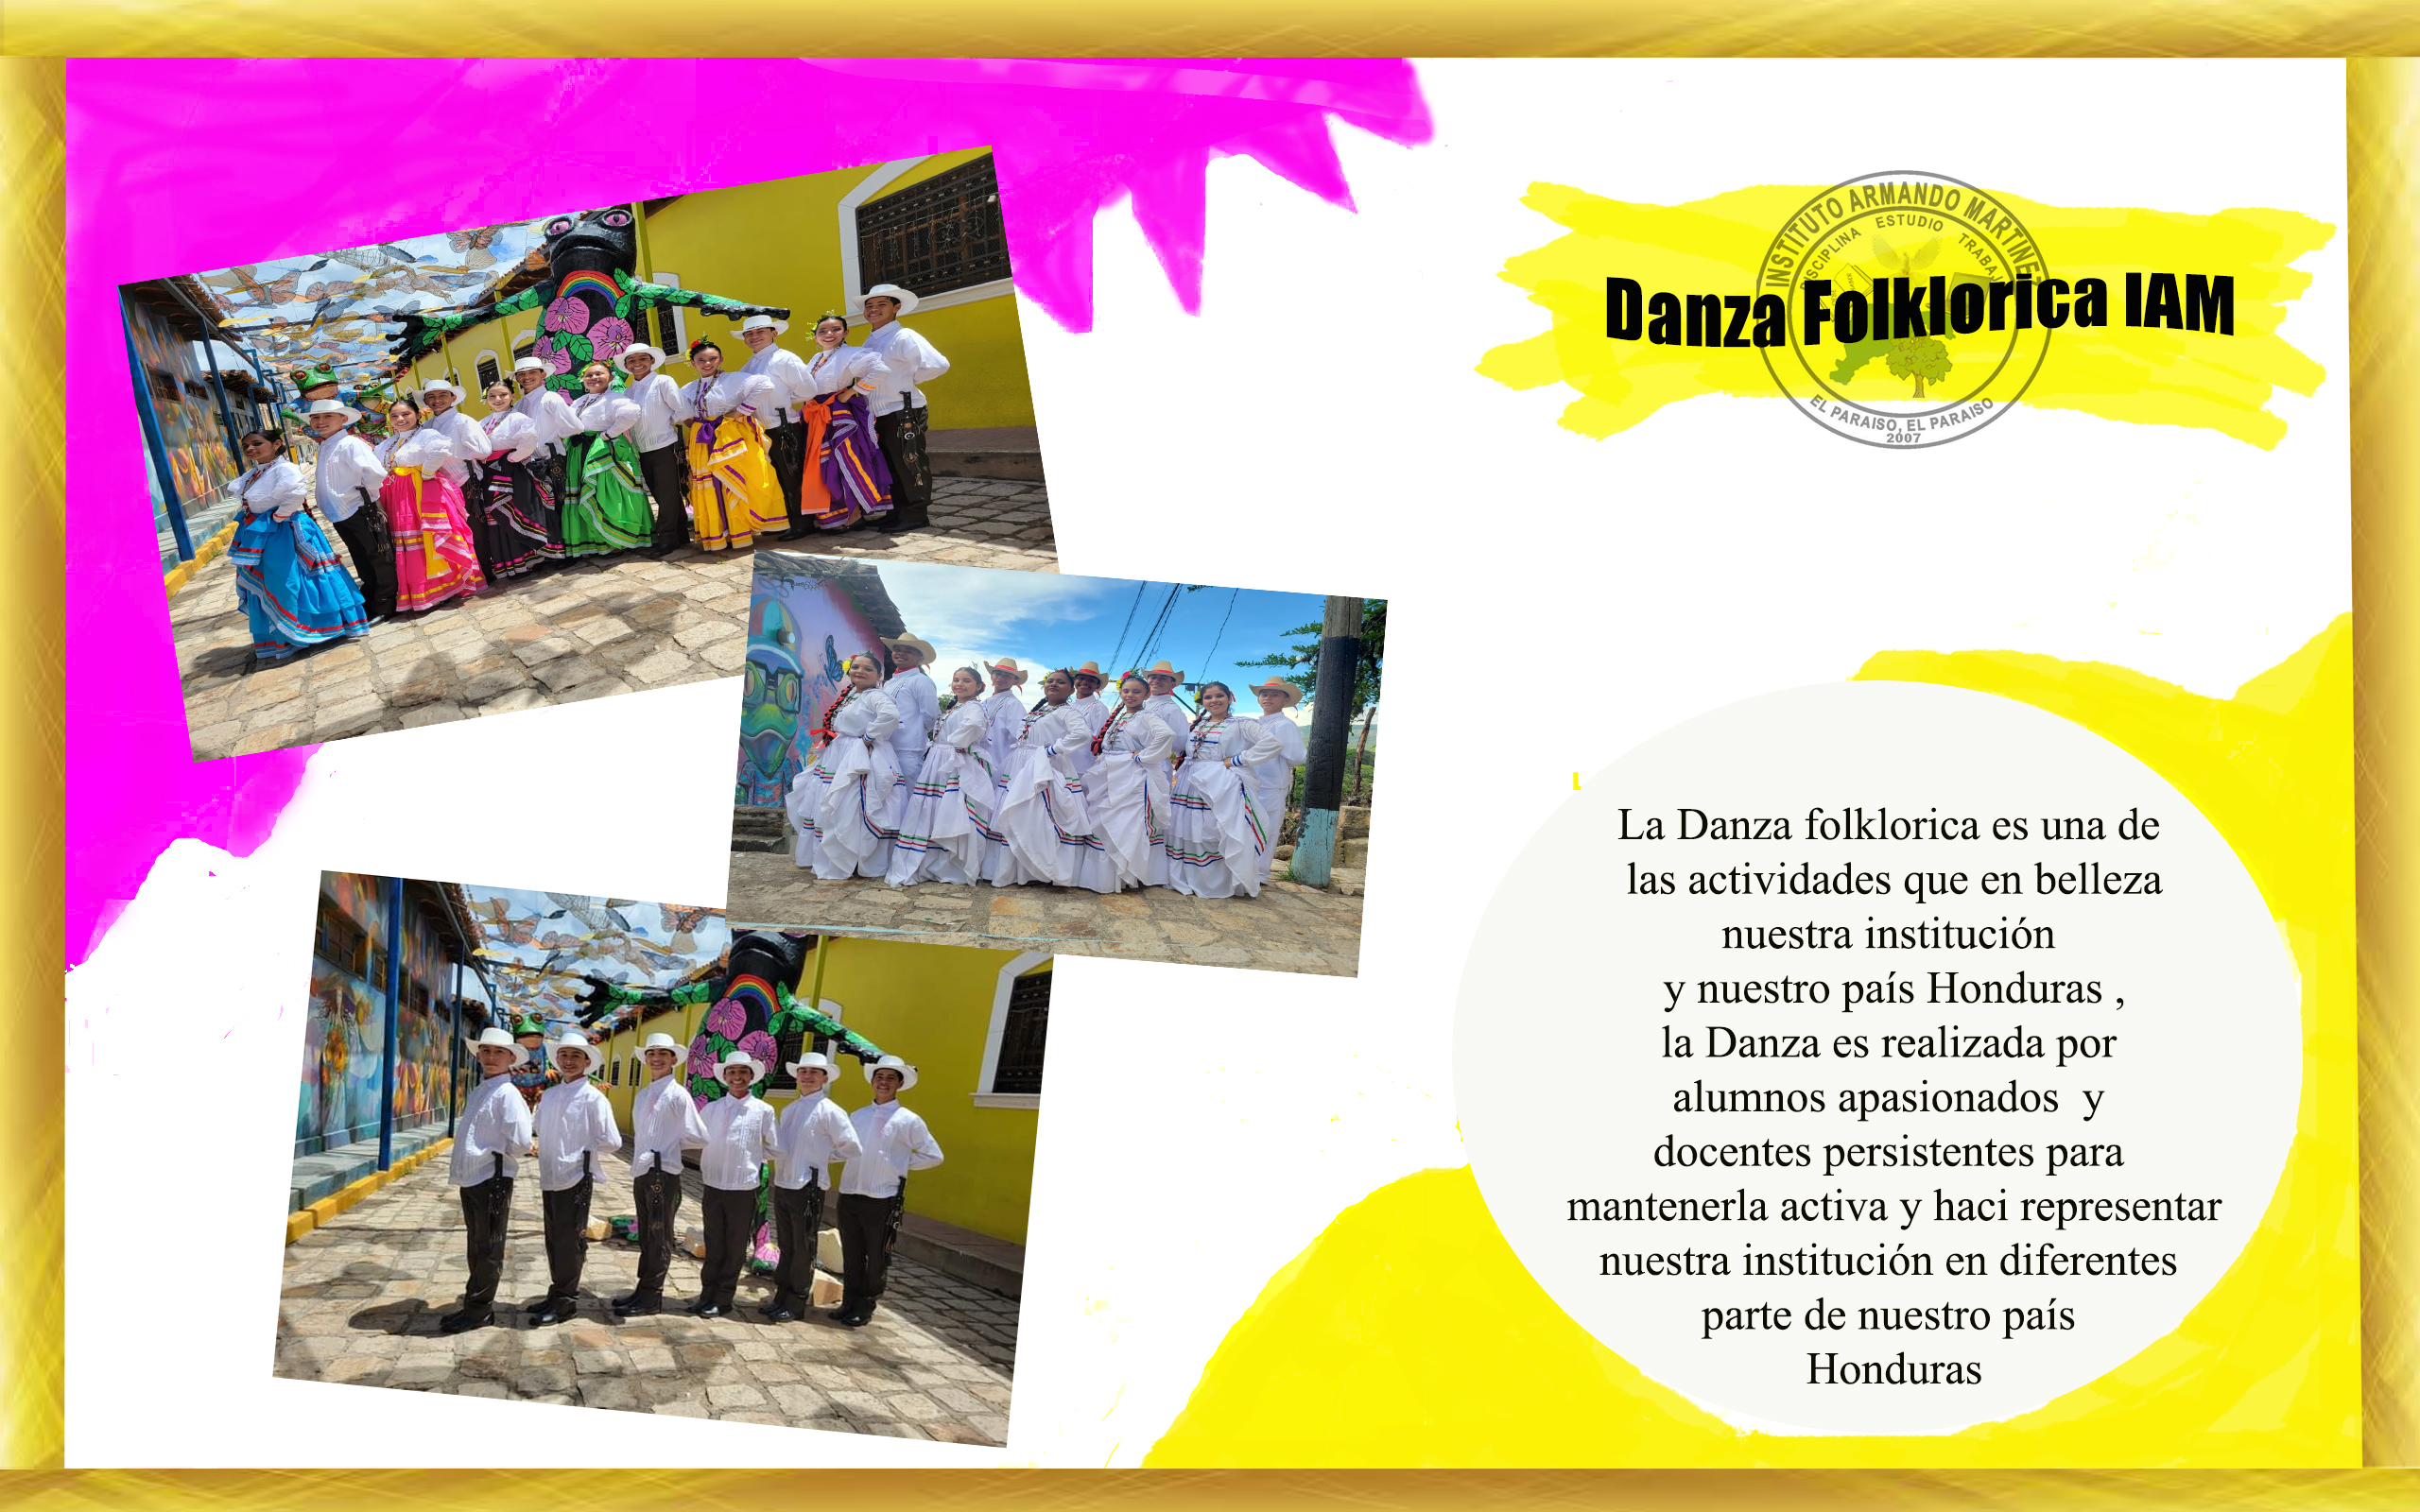 INSTITUTO ARMANDO MARTINEZ
DISCIPLINA ESTUDIO TRABAJO
Danza Folklorica IAM
EL PARAISO, EL PARAISO
2007
La Danza folklorica es una de
las actividades que en belleza
nuestra institución
y nuestro país Honduras ,
la Danza es realizada por
alumnos apasionados y
docentes persistentes para
mantenerla activa y haci representar
nuestra institución en diferentes
parte de nuestro país
Honduras